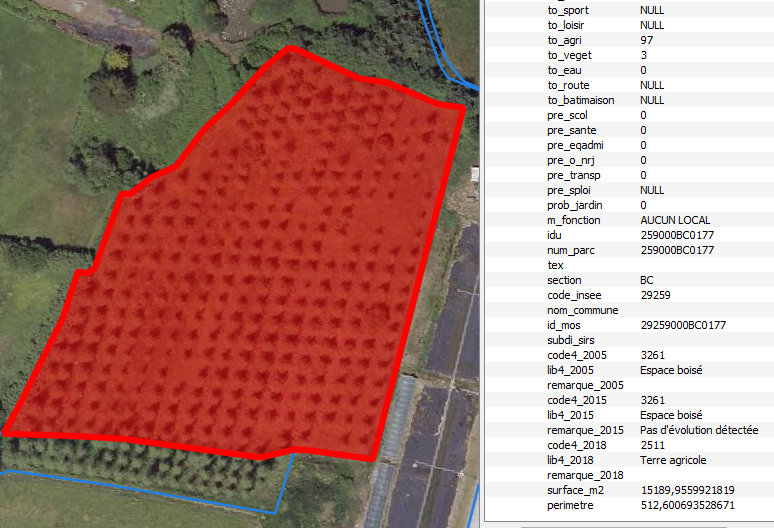 to_sport NULL
to_loisir NULL
to_agri 97
to_veget 3
to_eau 0
to_route NULL
to_batimaison NULL
pre_scol 0
pre_sante 0
pre_eqadmi 0
pre_o_nrj 0
pre_transp 0
pre_sploi NULL
prob_jardin 0
m_fonction AUCUN LOCAL
idu 259000BC0177
num_parc 259000BC0177
tex
section BC
code_insee 29259
nom_commune
id_mos 29259000BC0177
subdi_sirs
code4_2005 3261
lib4_2005 Espace boisé
remarque_2005
code4_2015 3261
lib4_2015 Espace boisé
remarque_2015 Pas d'évolution détectée
code4_2018 2511
lib4_2018 Terre agricole
remarque_2018
surface_m2 15189,9559921819
perimetre 512,600693528671